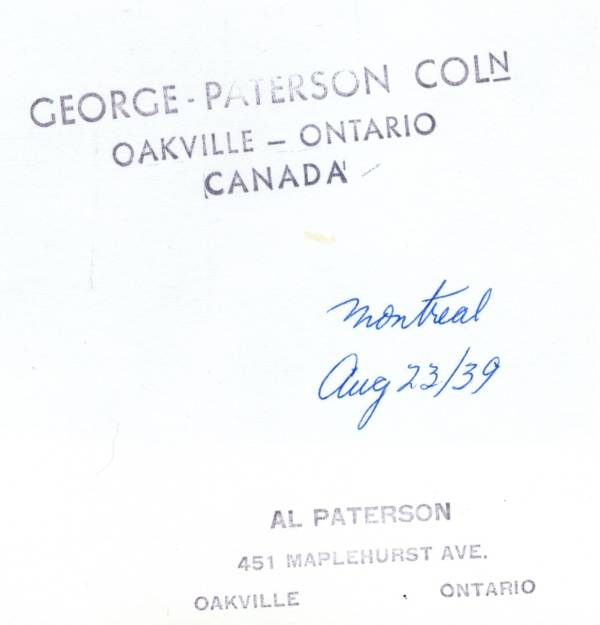 GEORGE-PATERSON COLN
OAKVILLE – ONTARIO
CANADA
Montreal
Aug 23/39
AL PATERSON
451 MAPLEHURST AVE.
OAKVILLE . ONTARIO